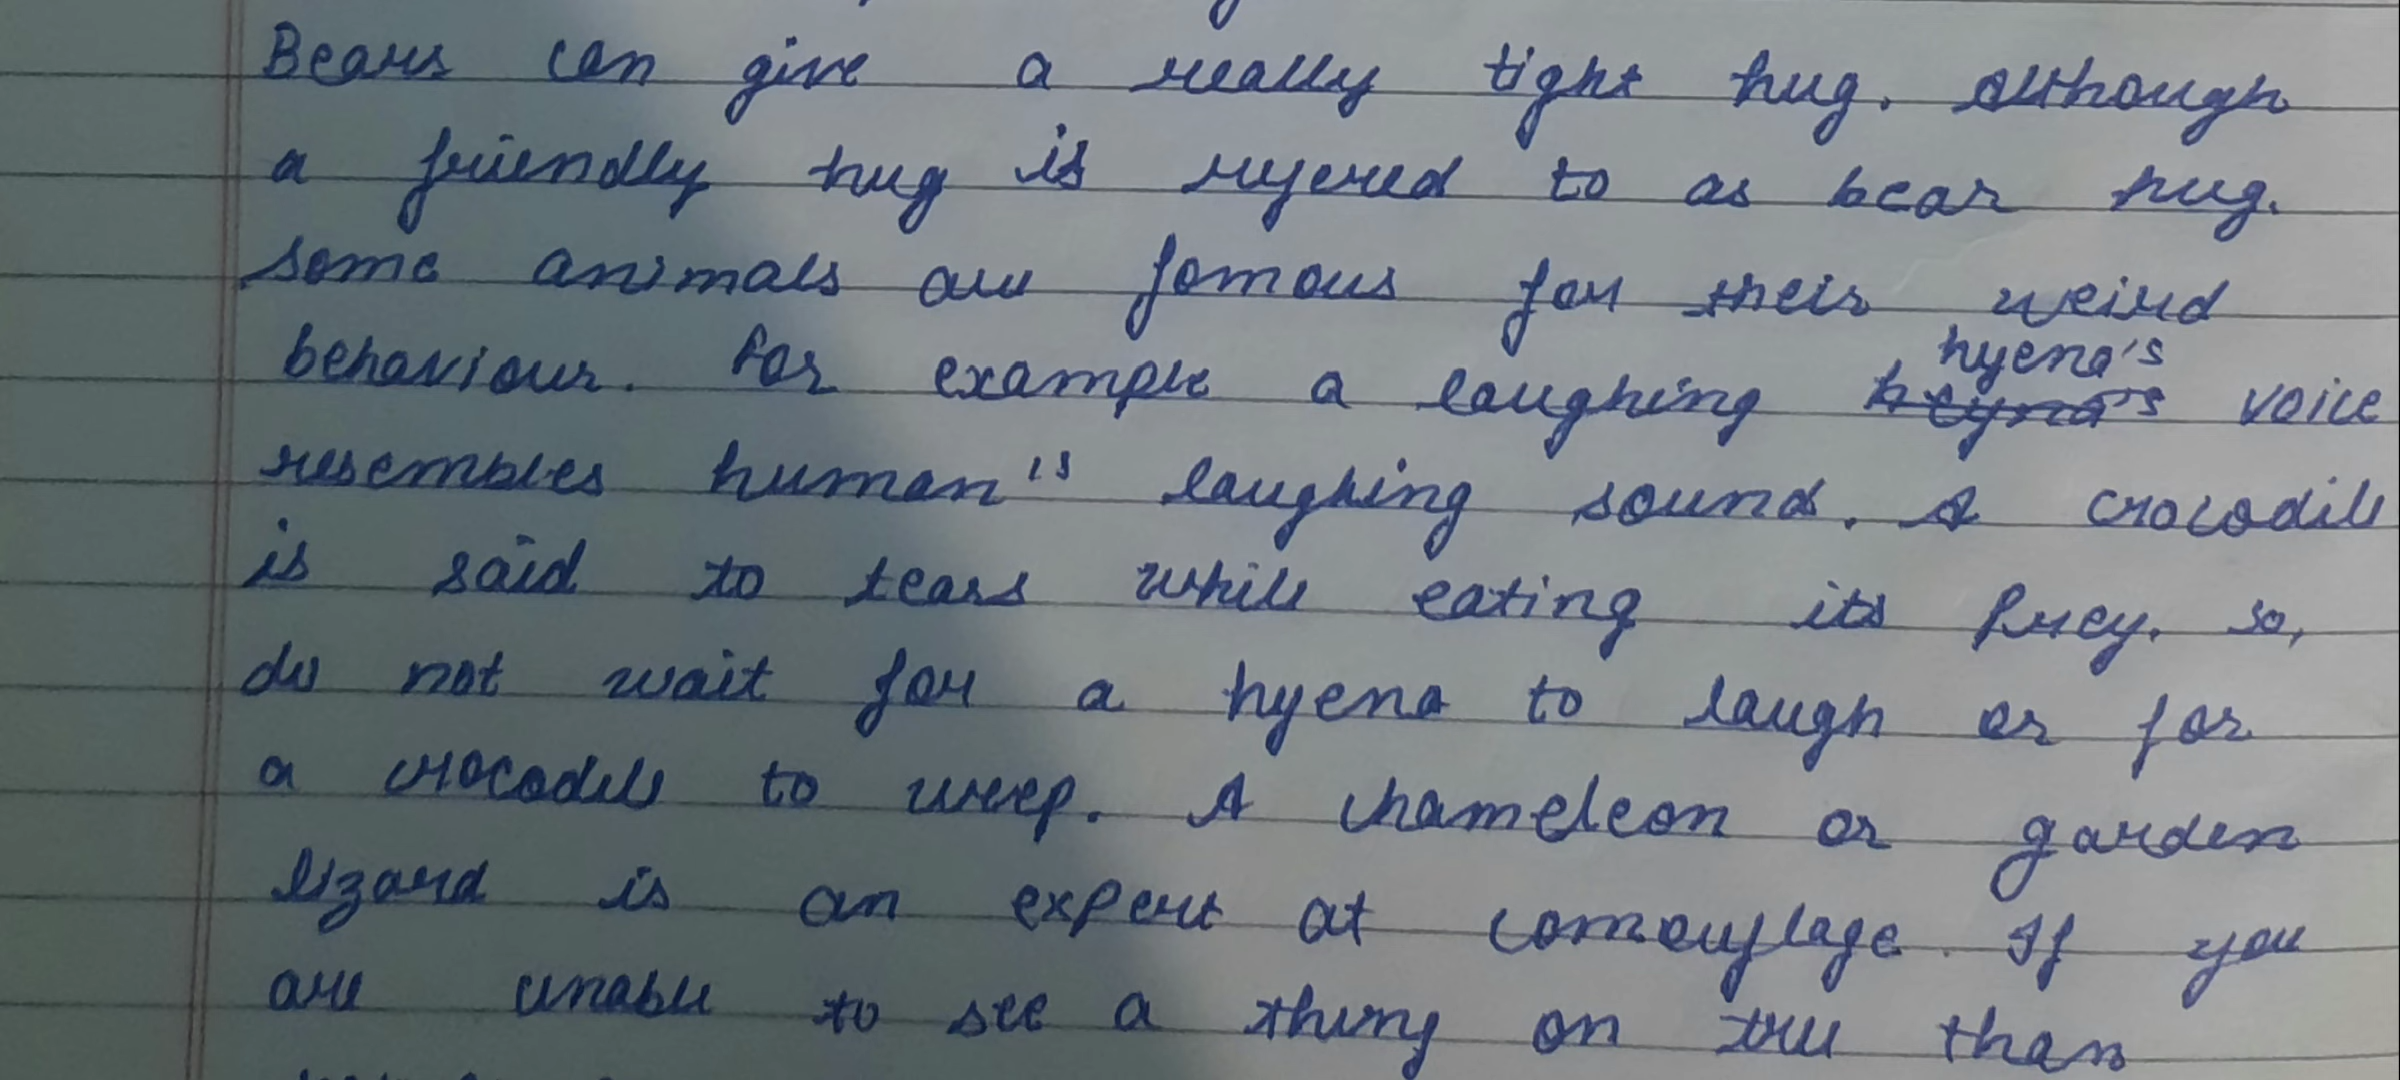 Bears can give a really tight hug. Although
a friendly hug is refered to as bear hug.
some animals are famous for their weird
behaviour. For example a laughing hyena's voice
resembles human's laughing sound. A crocodile
is said to tears while eating its prey. So,
do not wait for a hyena to laugh or for
a crocodile to weep. A chameleon or garden
lizard is an expert at camouflage. If you
are unable to see a thing on tree than